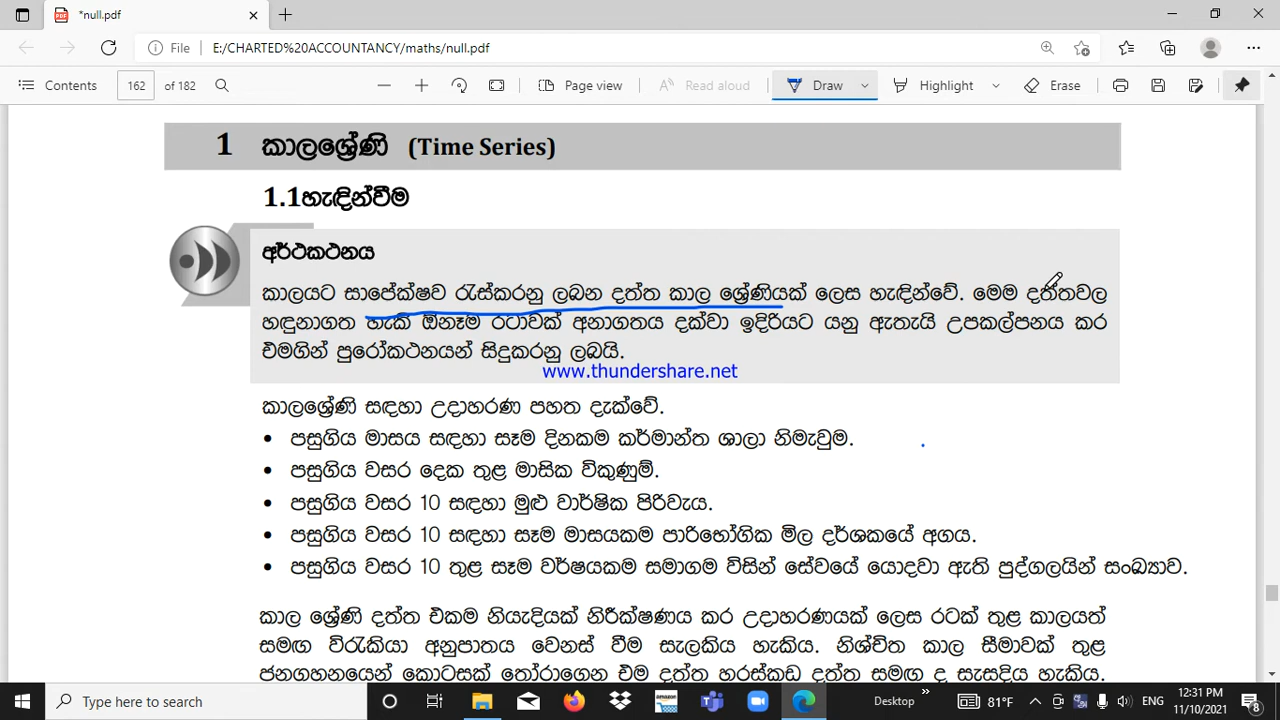 *null.pdf
File
E:/CHARTED%20ACCOUNTANCY/maths/null.pdf
Contents
162
of 182
Page view
Read aloud
Draw
Highlight
Erase
1 කාලශ්‍රේණි (Time Series)
1.1හැඳින්වීම
අර්ථකථනය
කාලයට සාපේක්ෂව රැස්කරනු ලබන දත්ත කාල ශ්‍රේණියක් ලෙස හැඳින්වේ. මෙම දත්තවල
හඳුනාගත හැකි ඕනෑම රටාවක් අනාගතය දක්වා ඉදිරියට යනු ඇතැයි උපකල්පනය කර
එමගින් පුරෝකථනයන් සිදුකරනු ලබයි.
www.thundershare.net
කාලශ්‍රේණි සඳහා උදාහරණ පහත දැක්වේ.
• පසුගිය මාසය සඳහා සෑම දිනකම කර්මාන්ත ශාලා නිමැවුම.
• පසුගිය වසර දෙක තුළ මාසික විකුණුම්.
• පසුගිය වසර 10 සඳහා මුළු වාර්ෂික පිරිවැය.
• පසුගිය වසර 10 සඳහා සෑම මාසයකම පාරිභෝගික මිල දර්ශකයේ අගය.
• පසුගිය වසර 10 තුළ සෑම වර්ෂයකම සමාගම විසින් සේවයේ යොදවා ඇති පුද්ගලයින් සංඛ්‍යාව.
කාල ශ්‍රේණි දත්ත එකම නියැදියක් නිරීක්ෂණය කර උදාහරණයක් ලෙස රටක් තුළ කාලයත්
සමඟ විරැකියා අනුපාතය වෙනස් වීම සැලකිය හැකිය. නිශ්චිත කාල සීමාවක් තුළ
ජනගහනයෙන් කොටසක් තෝරාගෙන එම දත්ත හරස්කඩ දත්ත සමඟ ද සැසදිය හැකිය.
Type here to search
amazon
Desktop
81°F
ENG
12:31 PM
11/10/2021
8